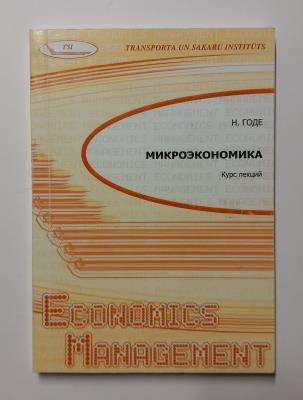 TSI
TRANSPORTA UN SAKARU INSTITŪTS
Н. ГОДЕ
МИКРОЭКОНОМИКА
Курс лекций
ECONOMICS
MANAGEMENT